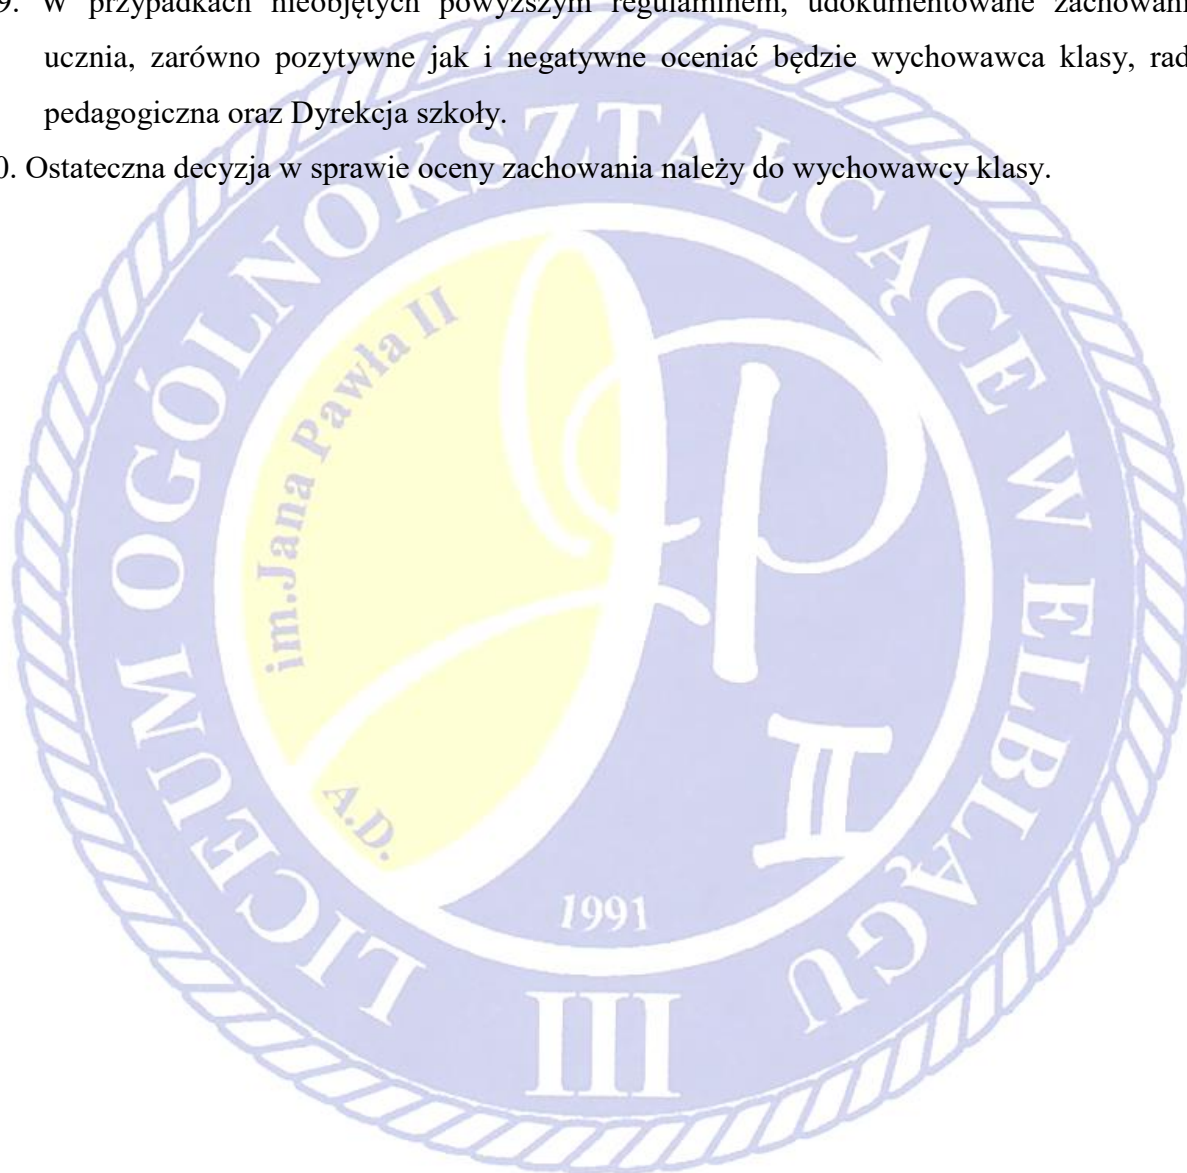 9. W przypadkach nieobjętych powyższym regulaminem, udokumentowane zachowani
ucznia, zarówno pozytywne jak i negatywne oceniać będzie wychowawca klasy, rad
pedagogiczna oraz Dyrekcja szkoły.
0. Ostateczna decyzja w sprawie oceny zachowania należy do wychowawcy klasy.
LICEUM OGÓLNOKSZTAŁCĄCE W ELBLĄGU
im.Jana Pawła II
JP
II
A.D.
1991
III